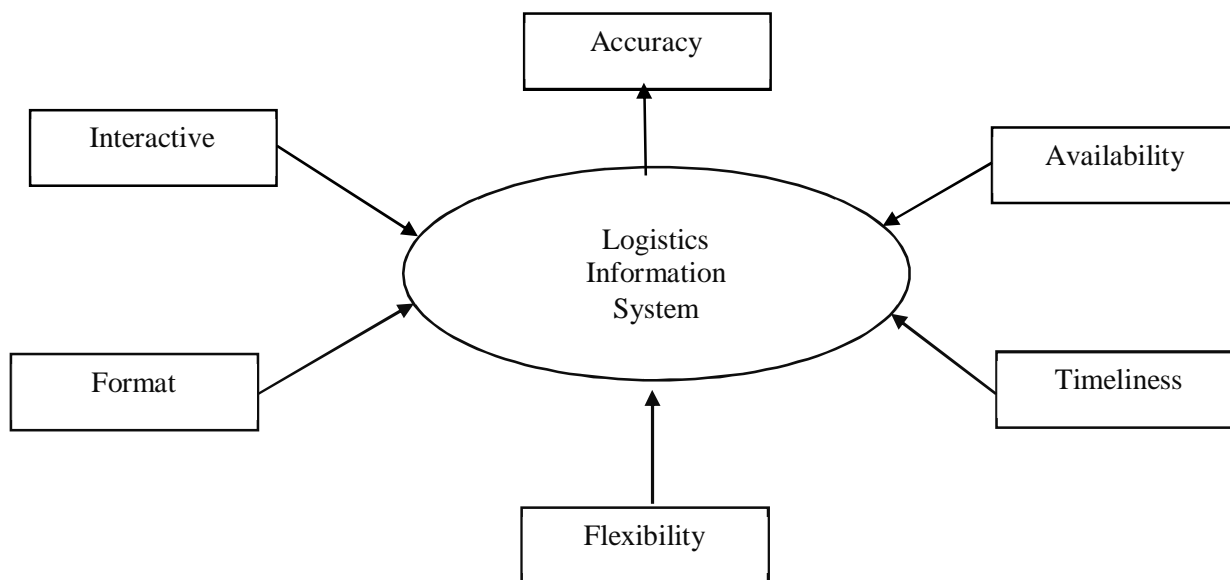 Accuracy
Interactive
Availability
Logistics
Information
System
Format
Timeliness
Flexibility